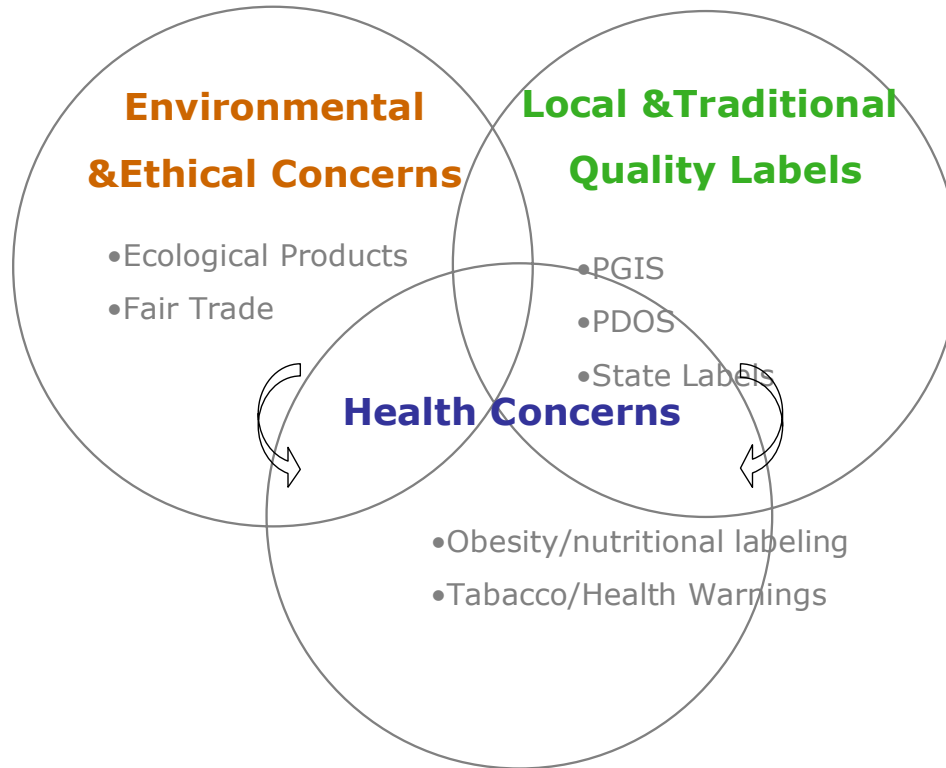 Environmental
&Ethical Concerns
•Ecological Products
•Fair Trade
Local &Traditional
Quality Labels
•PGIS
•PDOS
•State Labels
Health Concerns
•Obesity/nutritional labeling
•Tabacco/Health Warnings